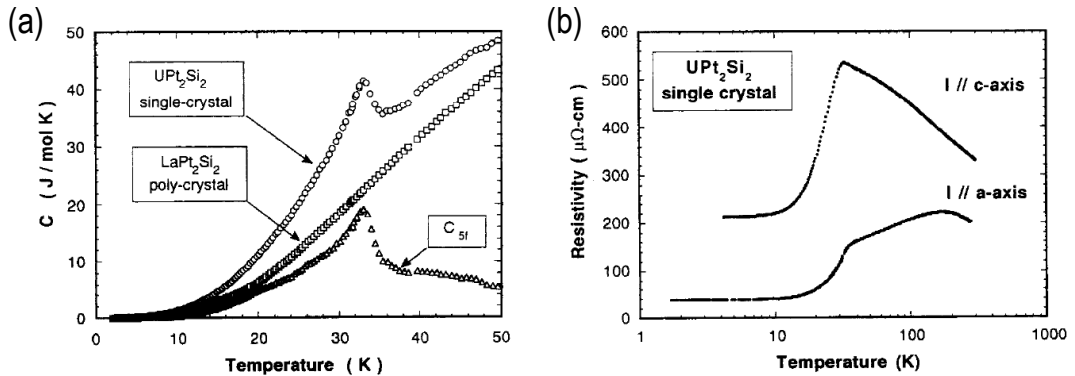 (a)
C ( J / mol K )
50
40
30
20
10
0
UPt₂Si₂
single-crystal
LaPt₂Si₂
poly-crystal
C₅f
0 10 20 30 40 50
Temperature ( K )
(b)
Resistivity ( μΩ-cm )
600
500
400
300
200
100
0
UPt₂Si₂
single crystal
I // c-axis
I // a-axis
1 10 100 1000
Temperature (K)